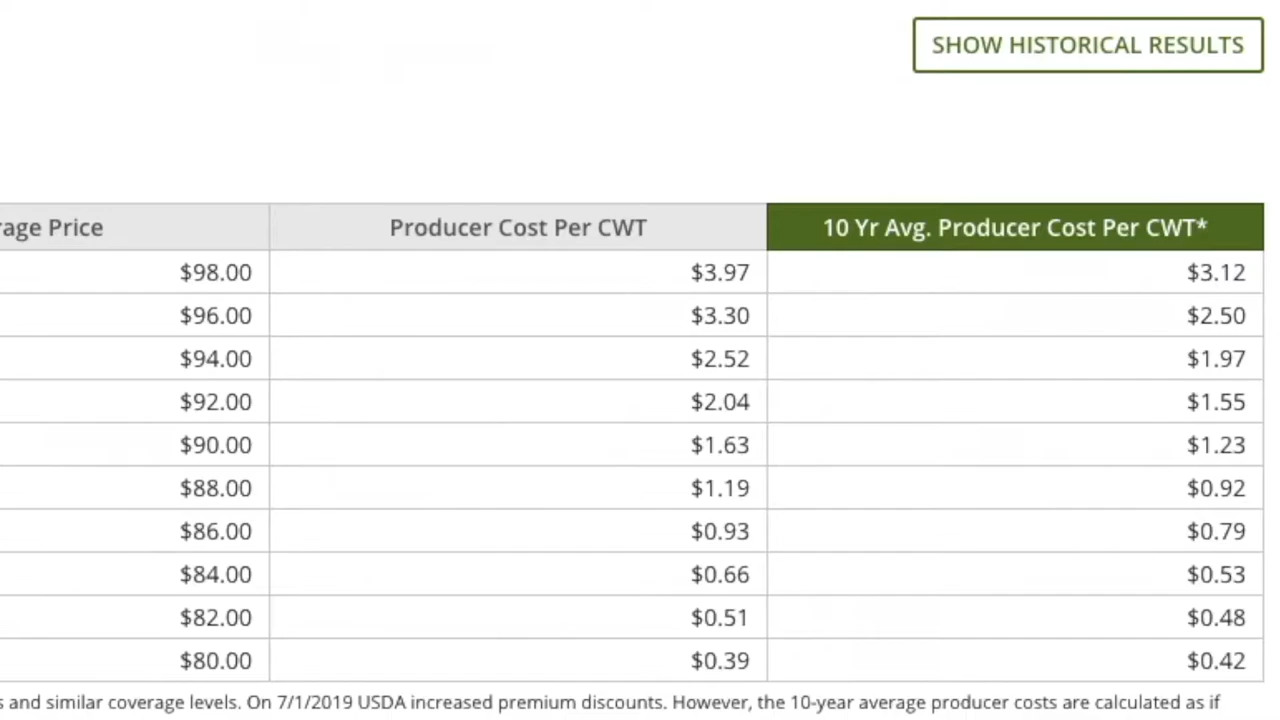 SHOW HISTORICAL RESULTS
rage Price Producer Cost Per CWT 10 Yr Avg. Producer Cost Per CWT*
$98.00 $3.97 $3.12
$96.00 $3.30 $2.50
$94.00 $2.52 $1.97
$92.00 $2.04 $1.55
$90.00 $1.63 $1.23
$88.00 $1.19 $0.92
$86.00 $0.93 $0.79
$84.00 $0.66 $0.53
$82.00 $0.51 $0.48
$80.00 $0.39 $0.42
s and similar coverage levels. On 7/1/2019 USDA increased premium discounts. However, the 10-year average producer costs are calculated as if